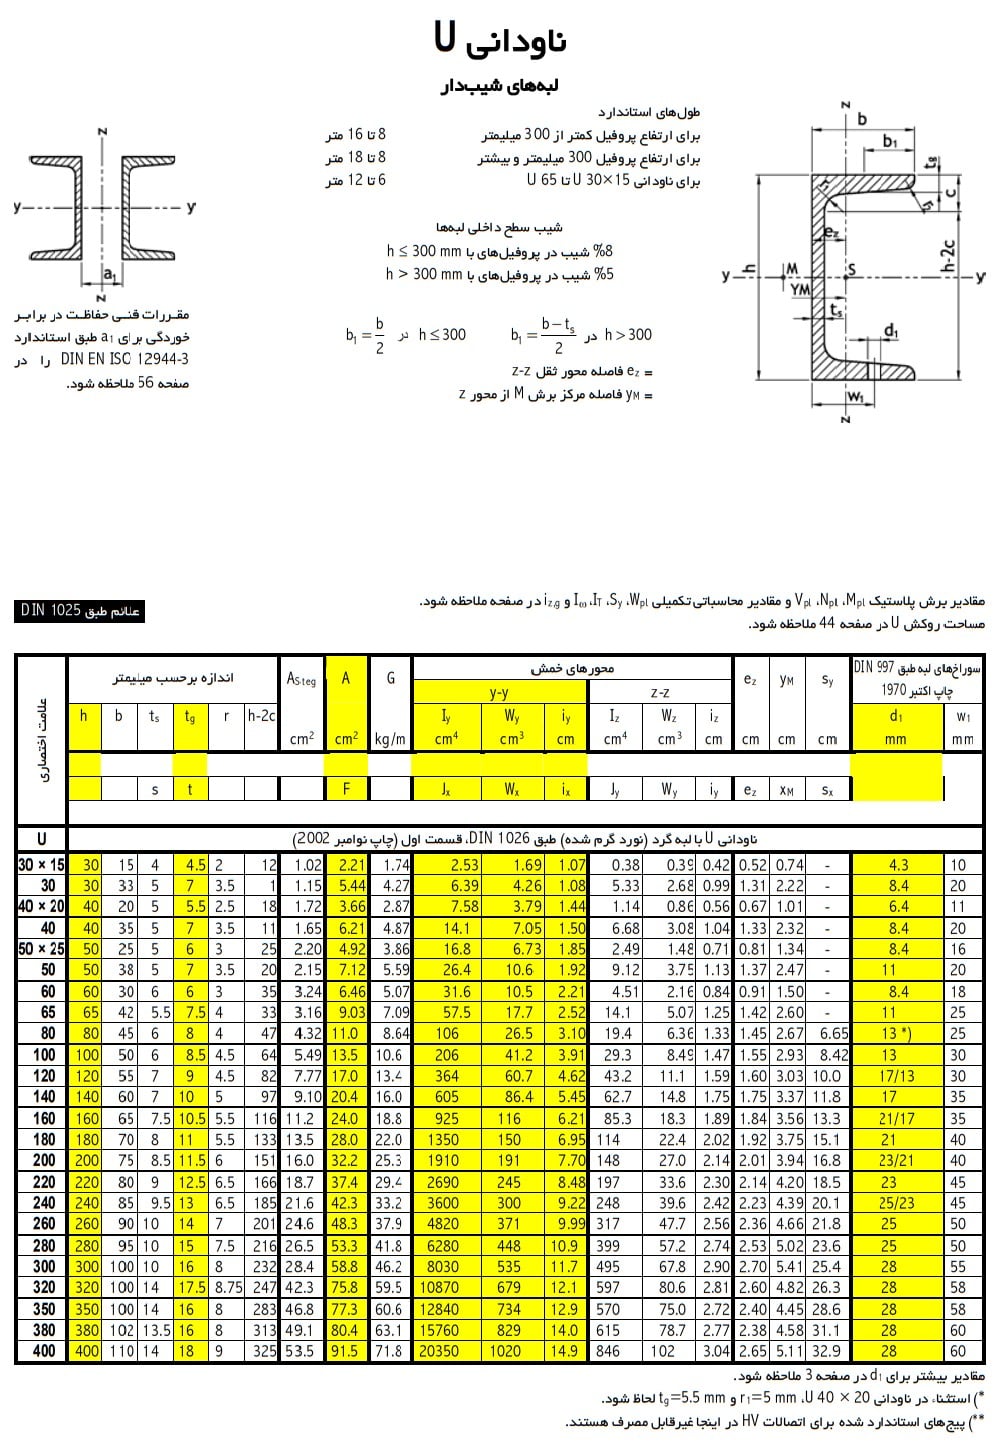 ناودانی U
لبه‌های شیب‌دار
طول‌های استاندارد
برای ارتفاع پروفیل کمتر از 300 میلیمتر 8 تا 16 متر
برای ارتفاع پروفیل 300 میلیمتر و بیشتر 8 تا 18 متر
برای ناودانی U 30×15 تا U 65 6 تا 12 متر
شیب سطح داخلی لبه‌ها
%8 شیب در پروفیل‌های با h ≤ 300 mm
%5 شیب در پروفیل‌های با h > 300 mm
b₁ = b/2 در h ≤ 300 b₁ = (b − ts)/2 در h > 300
ez = فاصله محور ثقل z-z
yM = فاصله مرکز برش M از محور z
z
y y
a₁
z
مقررات فنی حفاظت در برابر
خوردگی برای a₁ طبق استاندارد
DIN EN ISO 12944-3 را در
صفحه 56 ملاحظه شود.
z
b
b₁
tg
c
r₁
r₁
ez
h
h-2c
y M S y
YM
ts
d₁
w₁
z
مقادیر برش پلاستیک Vpl ،Npl ،Mpl و مقادیر محاسباتی تکمیلی Iω ،IT ،Sy ،Wpl و iz,g در صفحه ملاحظه شود.
مساحت روکش U در صفحه 44 ملاحظه شود.
علائم طبق DIN 1025
علامت اختصاری اندازه برحسب میلیمتر AS-teg A G محورهای خمش ez yM sy سوراخ‌های لبه طبق DIN 997
چاپ اکتبر 1970
y-y z-z
h b ts tg r h-2c Iy Wy iy Iz Wz iz d₁ w₁
cm² cm² kg/m cm⁴ cm³ cm cm⁴ cm³ cm cm cm cm mm mm
s t F Jx Wx ix Jy Wy iy ez xM sx
U ناودانی U با لبه گرد (نورد گرم شده) طبق DIN 1026، قسمت اول (چاپ نوامبر 2002)
30 × 15 30 15 4 4.5 2 12 1.02 2.21 1.74 2.53 1.69 1.07 0.38 0.39 0.42 0.52 0.74 - 4.3 10
30 30 33 5 7 3.5 1 1.15 5.44 4.27 6.39 4.26 1.08 5.33 2.68 0.99 1.31 2.22 - 8.4 20
40 × 20 40 20 5 5.5 2.5 18 1.72 3.66 2.87 7.58 3.79 1.44 1.14 0.86 0.56 0.67 1.01 - 6.4 11
40 40 35 5 7 3.5 11 1.65 6.21 4.87 14.1 7.05 1.50 6.68 3.08 1.04 1.33 2.32 - 8.4 20
50 × 25 50 25 5 6 3 25 2.20 4.92 3.86 16.8 6.73 1.85 2.49 1.48 0.71 0.81 1.34 - 8.4 16
50 50 38 5 7 3.5 20 2.15 7.12 5.59 26.4 10.6 1.92 9.12 3.75 1.13 1.37 2.47 - 11 20
60 60 30 6 6 3 35 3.24 6.46 5.07 31.6 10.5 2.21 4.51 2.16 0.84 0.91 1.50 - 8.4 18
65 65 42 5.5 7.5 4 33 3.16 9.03 7.09 57.5 17.7 2.52 14.1 5.07 1.25 1.42 2.60 - 11 25
80 80 45 6 8 4 47 4.32 11.0 8.64 106 26.5 3.10 19.4 6.36 1.33 1.45 2.67 6.65 13 *) 25
100 100 50 6 8.5 4.5 64 5.49 13.5 10.6 206 41.2 3.91 29.3 8.49 1.47 1.55 2.93 8.42 13 30
120 120 55 7 9 4.5 82 7.77 17.0 13.4 364 60.7 4.62 43.2 11.1 1.59 1.60 3.03 10.0 17/13 30
140 140 60 7 10 5 97 9.10 20.4 16.0 605 86.4 5.45 62.7 14.8 1.75 1.75 3.37 11.8 17 35
160 160 65 7.5 10.5 5.5 116 11.2 24.0 18.8 925 116 6.21 85.3 18.3 1.89 1.84 3.56 13.3 21/17 35
180 180 70 8 11 5.5 133 13.5 28.0 22.0 1350 150 6.95 114 22.4 2.02 1.92 3.75 15.1 21 40
200 200 75 8.5 11.5 6 151 16.0 32.2 25.3 1910 191 7.70 148 27.0 2.14 2.01 3.94 16.8 23/21 40
220 220 80 9 12.5 6.5 166 18.7 37.4 29.4 2690 245 8.48 197 33.6 2.30 2.14 4.20 18.5 23 45
240 240 85 9.5 13 6.5 185 21.6 42.3 33.2 3600 300 9.22 248 39.6 2.42 2.23 4.39 20.1 25/23 45
260 260 90 10 14 7 201 24.6 48.3 37.9 4820 371 9.99 317 47.7 2.56 2.36 4.66 21.8 25 50
280 280 95 10 15 7.5 216 26.5 53.3 41.8 6280 448 10.9 399 57.2 2.74 2.53 5.02 23.6 25 50
300 300 100 10 16 8 232 28.4 58.8 46.2 8030 535 11.7 495 67.8 2.90 2.70 5.41 25.4 28 55
320 320 100 14 17.5 8.75 247 42.3 75.8 59.5 10870 679 12.1 597 80.6 2.81 2.60 4.82 26.3 28 58
350 350 100 14 16 8 283 46.8 77.3 60.6 12840 734 12.9 570 75.0 2.72 2.40 4.45 28.6 28 58
380 380 102 13.5 16 8 313 49.1 80.4 63.1 15760 829 14.0 615 78.7 2.77 2.38 4.58 31.1 28 60
400 400 110 14 18 9 325 53.5 91.5 71.8 20350 1020 14.9 846 102 3.04 2.65 5.11 32.9 28 60
مقادیر بیشتر برای d₁ در صفحه 3 ملاحظه شود.
*) استثناء در ناودانی U 40 × 20، r₁=5 mm و tg=5.5 mm لحاظ شود.
**) پیچ‌های استاندارد شده برای اتصالات HV در اینجا غیرقابل مصرف هستند.